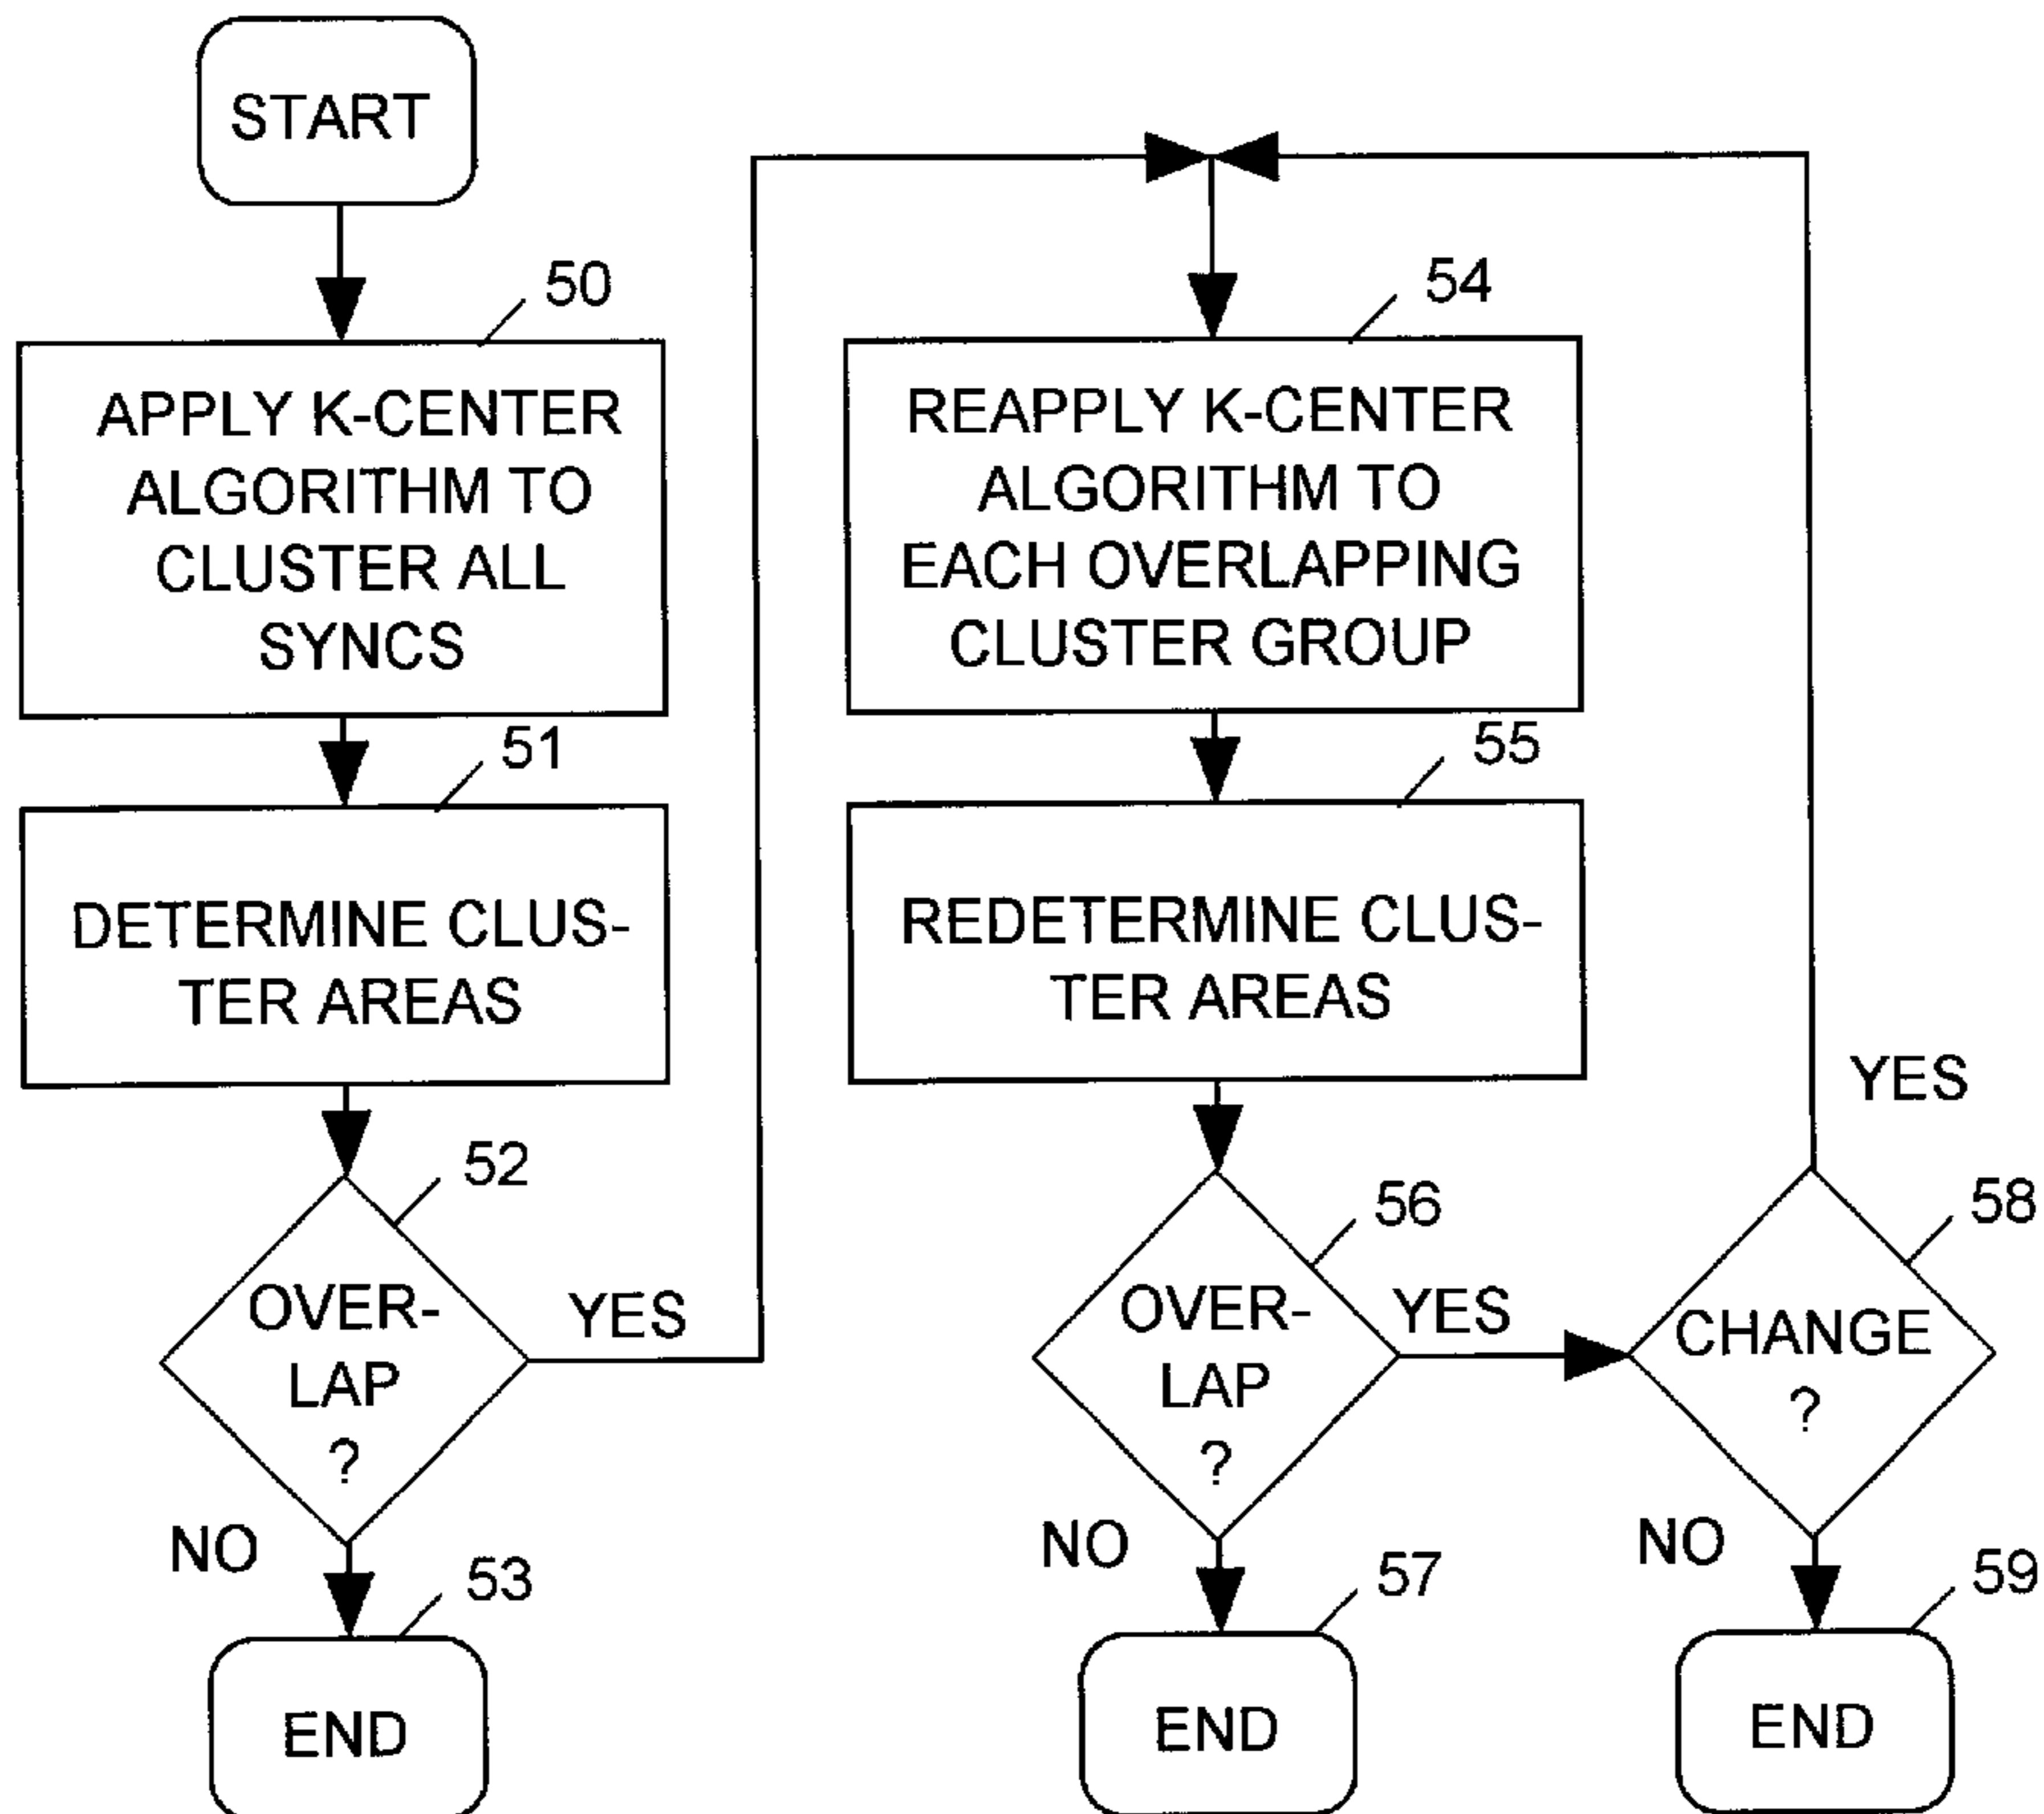 START
50
APPLY K-CENTER
ALGORITHM TO
CLUSTER ALL
SYNCS
51
DETERMINE CLUS-
TER AREAS
52
OVER-
LAP
?
YES
NO
53
END
54
REAPPLY K-CENTER
ALGORITHM TO
EACH OVERLAPPING
CLUSTER GROUP
55
REDETERMINE CLUS-
TER AREAS
56
OVER-
LAP
?
YES
NO
57
END
58
CHANGE
?
YES
NO
59
END